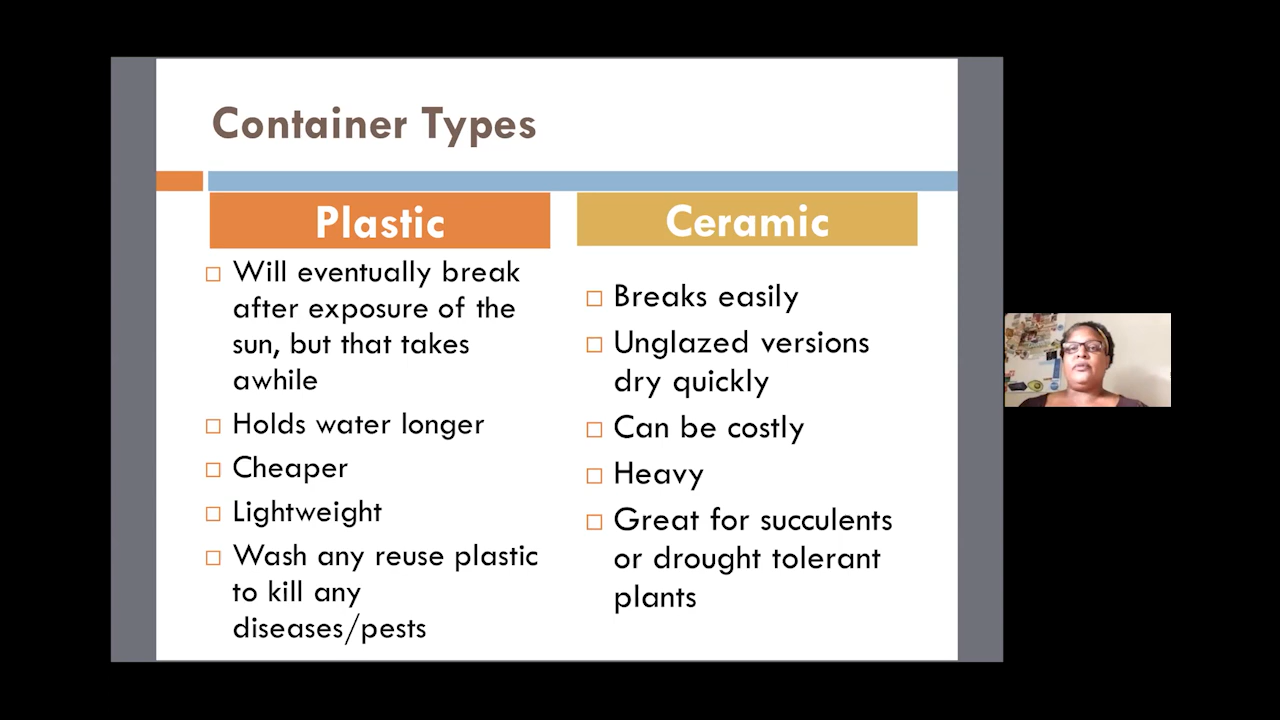 Container Types
Plastic
Will eventually break
after exposure of the
sun, but that takes
awhile
Holds water longer
Cheaper
Lightweight
Wash any reuse plastic
to kill any
diseases/pests
Ceramic
Breaks easily
Unglazed versions
dry quickly
Can be costly
Heavy
Great for succulents
or drought tolerant
plants